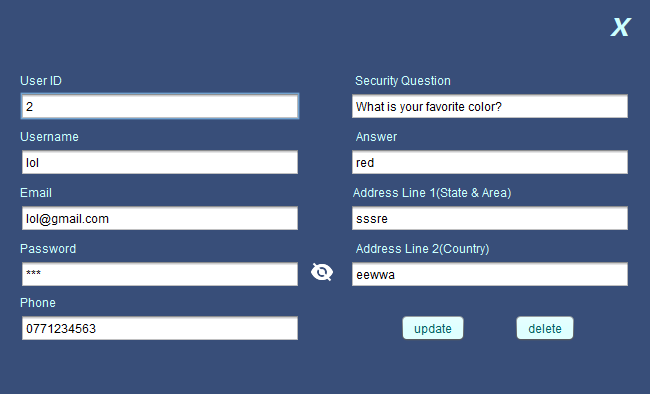 X
User ID
2
Username
lol
Email
lol@gmail.com
Password
***
Phone
0771234563
Security Question
What is your favorite color?
Answer
red
Address Line 1(State & Area)
sssre
Address Line 2(Country)
eewwa
update
delete